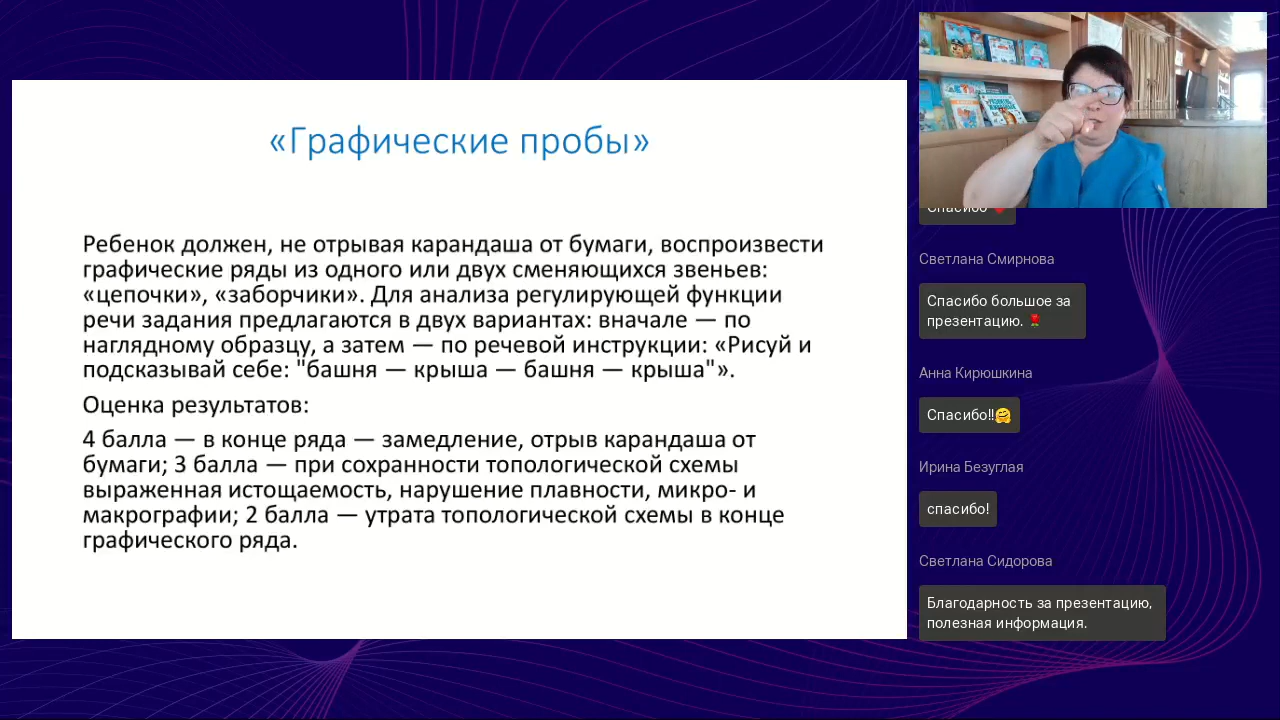 «Графические пробы»
Ребенок должен, не отрывая карандаша от бумаги, воспроизвести
графические ряды из одного или двух сменяющихся звеньев:
«цепочки», «заборчики». Для анализа регулирующей функции
речи задания предлагаются в двух вариантах: вначале — по
наглядному образцу, а затем — по речевой инструкции: «Рисуй и
подсказывай себе: "башня — крыша — башня — крыша"».
Оценка результатов:
4 балла — в конце ряда — замедление, отрыв карандаша от
бумаги; 3 балла — при сохранности топологической схемы
выраженная истощаемость, нарушение плавности, микро- и
макрографии; 2 балла — утрата топологической схемы в конце
графического ряда.
Спасибо
Светлана Смирнова
Спасибо большое за
презентацию. 🌹
Анна Кирюшкина
Спасибо!!🤗
Ирина Безуглая
спасибо!
Светлана Сидорова
Благодарность за презентацию,
полезная информация.